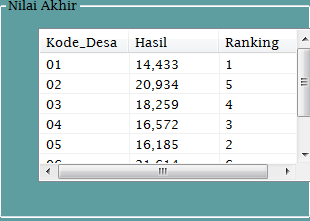 Nilai Akhir
Kode_Desa Hasil Ranking
01 14,433 1
02 20,934 5
03 18,259 4
04 16,572 3
05 16,185 2